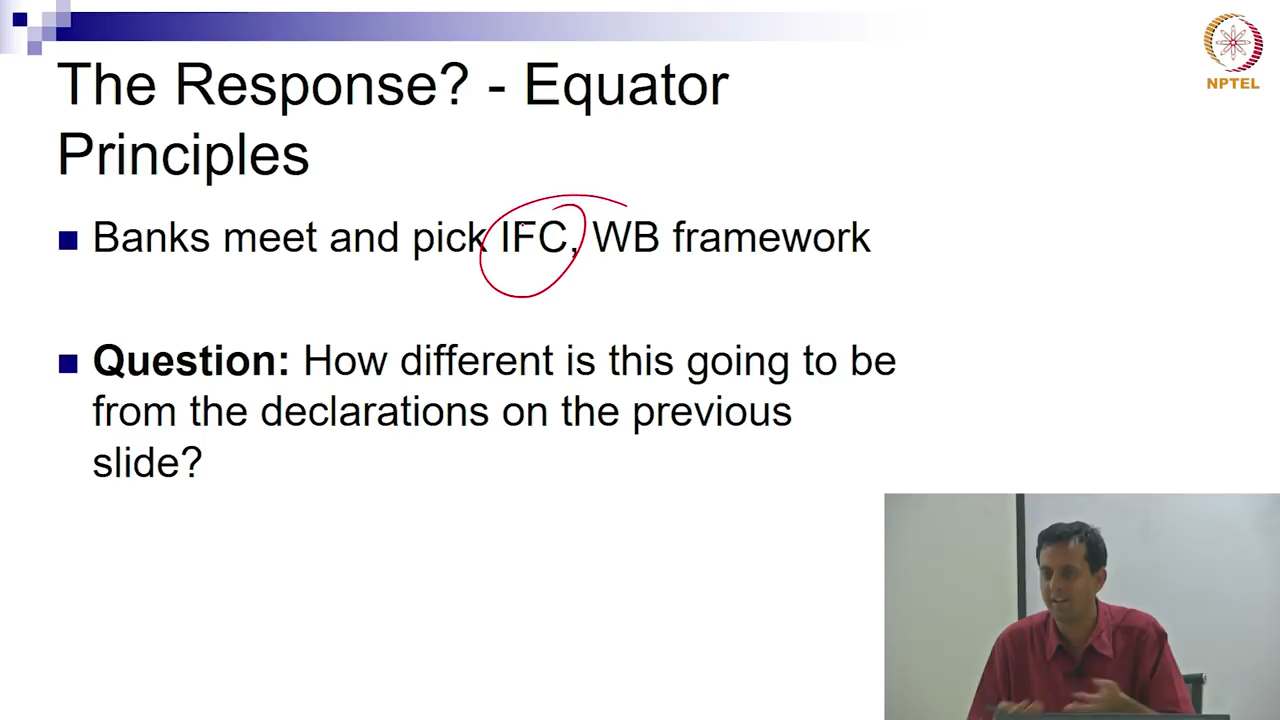 NPTEL
The Response? - Equator
Principles
Banks meet and pick IFC, WB framework
Question: How different is this going to be
from the declarations on the previous
slide?